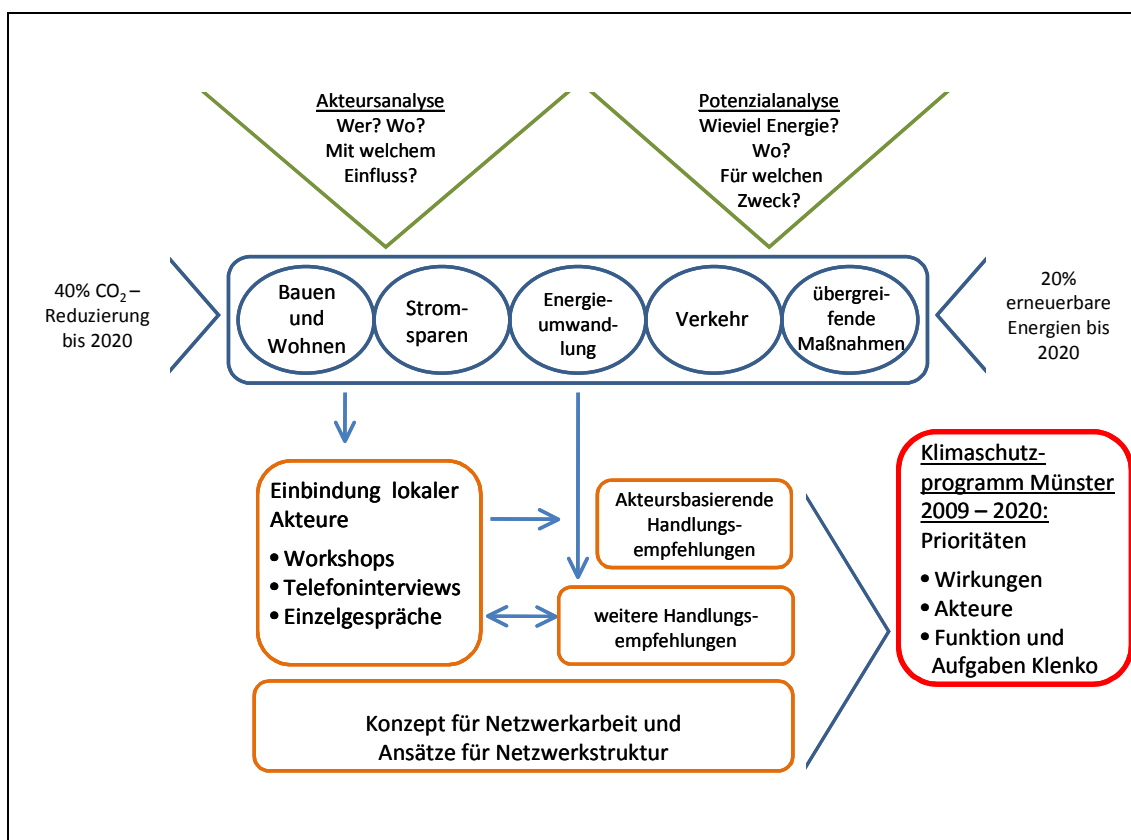 Akteursanalyse
Wer? Wo?
Mit welchem
Einfluss?
Potenzialanalyse
Wieviel Energie?
Wo?
Für welchen
Zweck?
40% CO₂ –
Reduzierung
bis 2020
Bauen
und
Wohnen
Strom-
sparen
Energie-
umwand-
lung
Verkehr
übergrei-
fende
Maßnahmen
20%
erneuerbare
Energien bis
2020
Einbindung lokaler
Akteure
• Workshops
• Telefoninterviews
• Einzelgespräche
Akteursbasierende
Handlungs-
empfehlungen
weitere Handlungs-
empfehlungen
Konzept für Netzwerkarbeit und
Ansätze für Netzwerkstruktur
Klimaschutz-
programm Münster
2009 – 2020:
Prioritäten
• Wirkungen
• Akteure
• Funktion und
Aufgaben Klenko